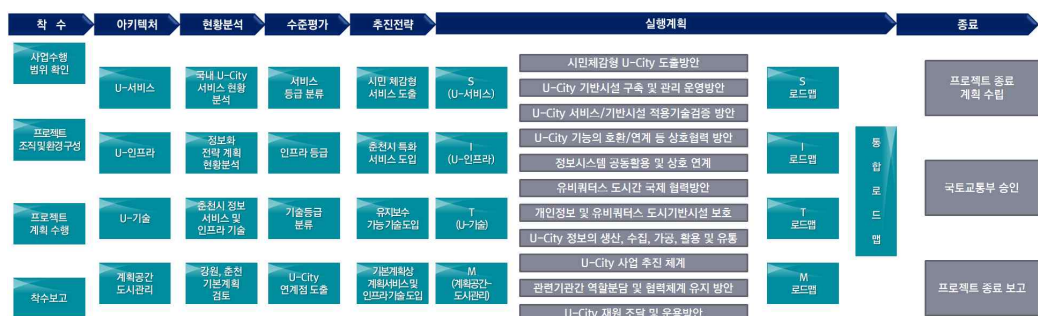 착 수
아키텍처
현황분석
수준평가
추진전략
실행계획
종료
사업수행
범위 확인
프로젝트
조직 및 환경 구성
프로젝트
계획 수행
착수보고
U-서비스
U-인프라
U-기술
계획공간
도시관리
국내 U-City
서비스 현황
분석
정보화
전략 계획
현황분석
춘천시 정보
서비스 및
인프라 기술
강원, 춘천
기본계획
검토
서비스
등급 분류
인프라 등급
기술등급
분류
U-City
연계점 도출
시민 체감형
서비스 도출
춘천시 특화
서비스 도입
유지보수
가능 기술 도입
기본계획상
계획서비스 및
인프라기술 도입
S
(U-서비스)
I
(U-인프라)
T
(U-기술)
M
(계획공간-
도시관리)
시민체감형 U-City 도출방안
U-City 기반시설 구축 및 관리 운영방안
U-City 서비스/기반시설 적용기술검증 방안
U-City 기능의 호환/연계 등 상호협력 방안
정보시스템 공동활용 및 상호 연계
유비쿼터스 도시간 국제 협력방안
개인정보 및 유비쿼터스 도시기반시설 보호
U-City 정보의 생산, 수집, 가공, 활용 및 유통
U-City 사업 추진 체계
관련기관간 역할분담 및 협력체계 유지 방안
U-City 재원 조달 및 운용방안
S
로드맵
I
로드맵
T
로드맵
M
로드맵
통
합
로
드
맵
프로젝트 종료
계획 수립
국토교통부 승인
프로젝트 종료 보고